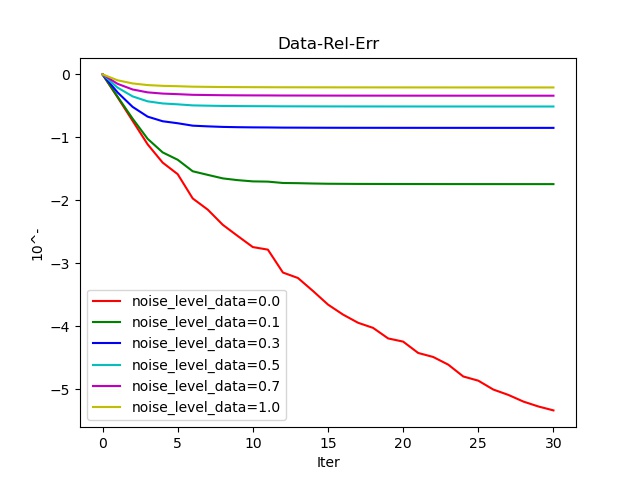 Data-Rel-Err
0
−1
−2
−3
−4
−5
10^-
noise_level_data=0.0
noise_level_data=0.1
noise_level_data=0.3
noise_level_data=0.5
noise_level_data=0.7
noise_level_data=1.0
0 5 10 15 20 25 30
Iter